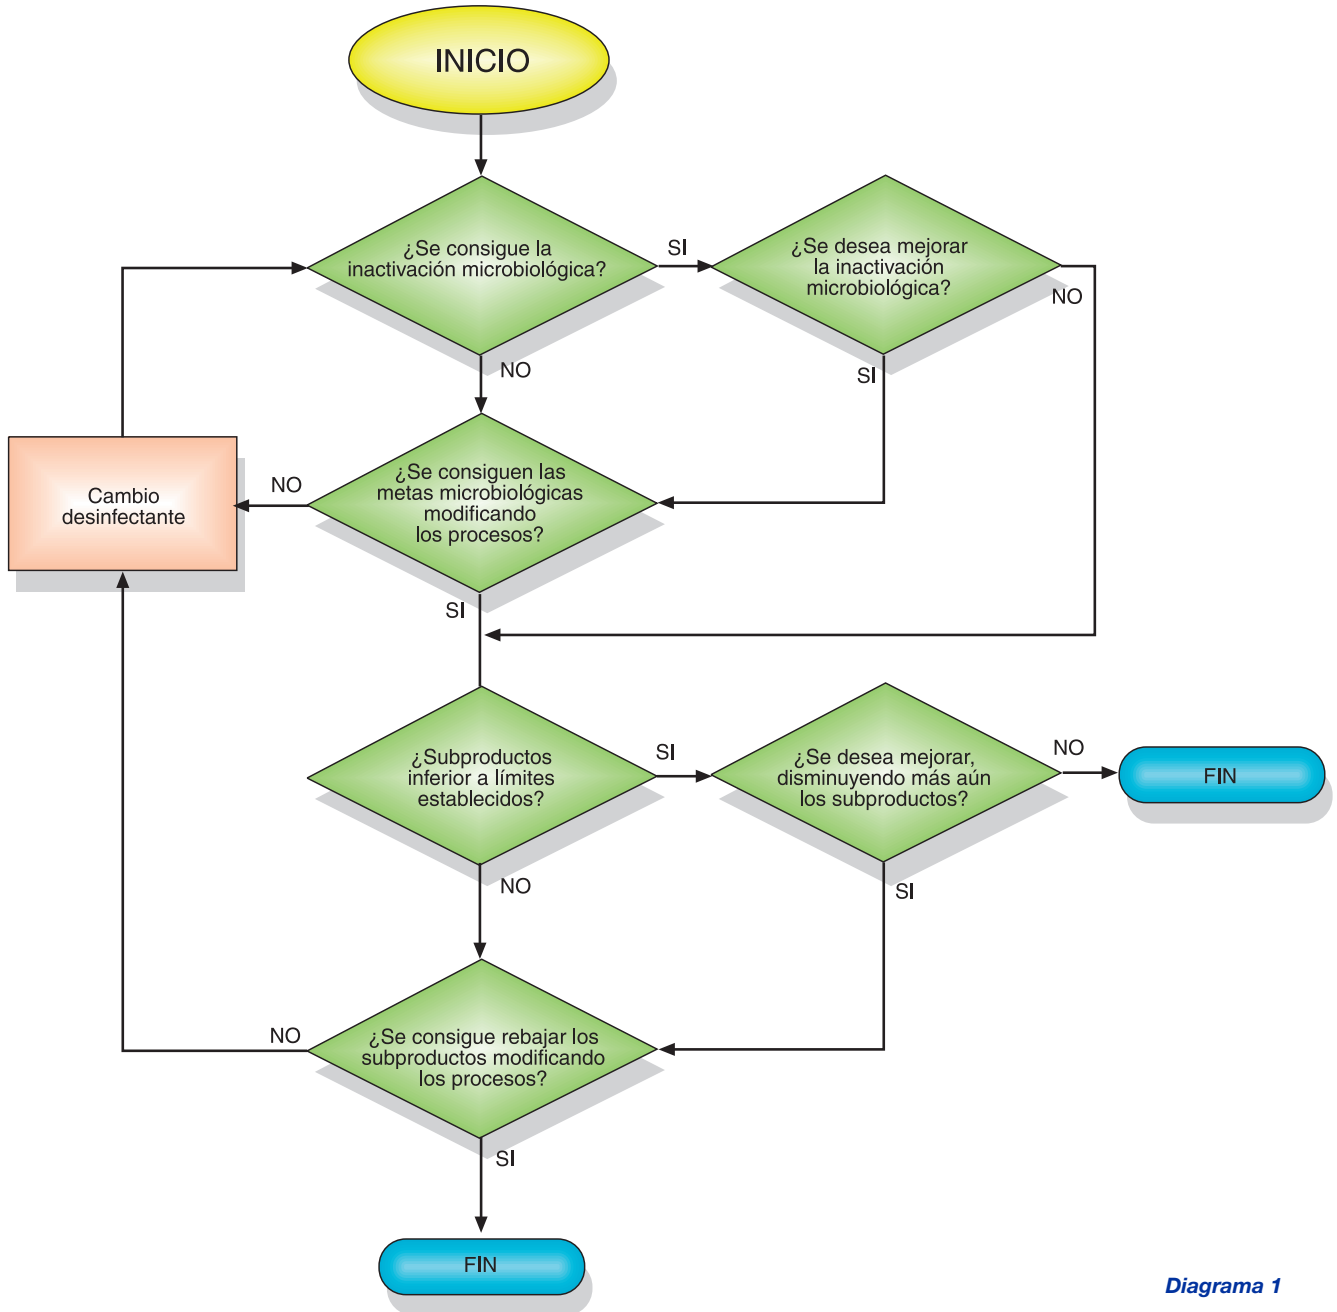 INICIO
¿Se consigue la
inactivación microbiológica?
SI
¿Se desea mejorar
la inactivación
microbiológica?
NO
NO
SI
Cambio
desinfectante
NO
¿Se consiguen las
metas microbiológicas
modificando
los procesos?
SI
¿Subproductos
inferior a límites
establecidos?
SI
¿Se desea mejorar,
disminuyendo más aún
los subproductos?
NO
FIN
NO
SI
NO
¿Se consigue rebajar los
subproductos modificando
los procesos?
SI
FIN
Diagrama 1